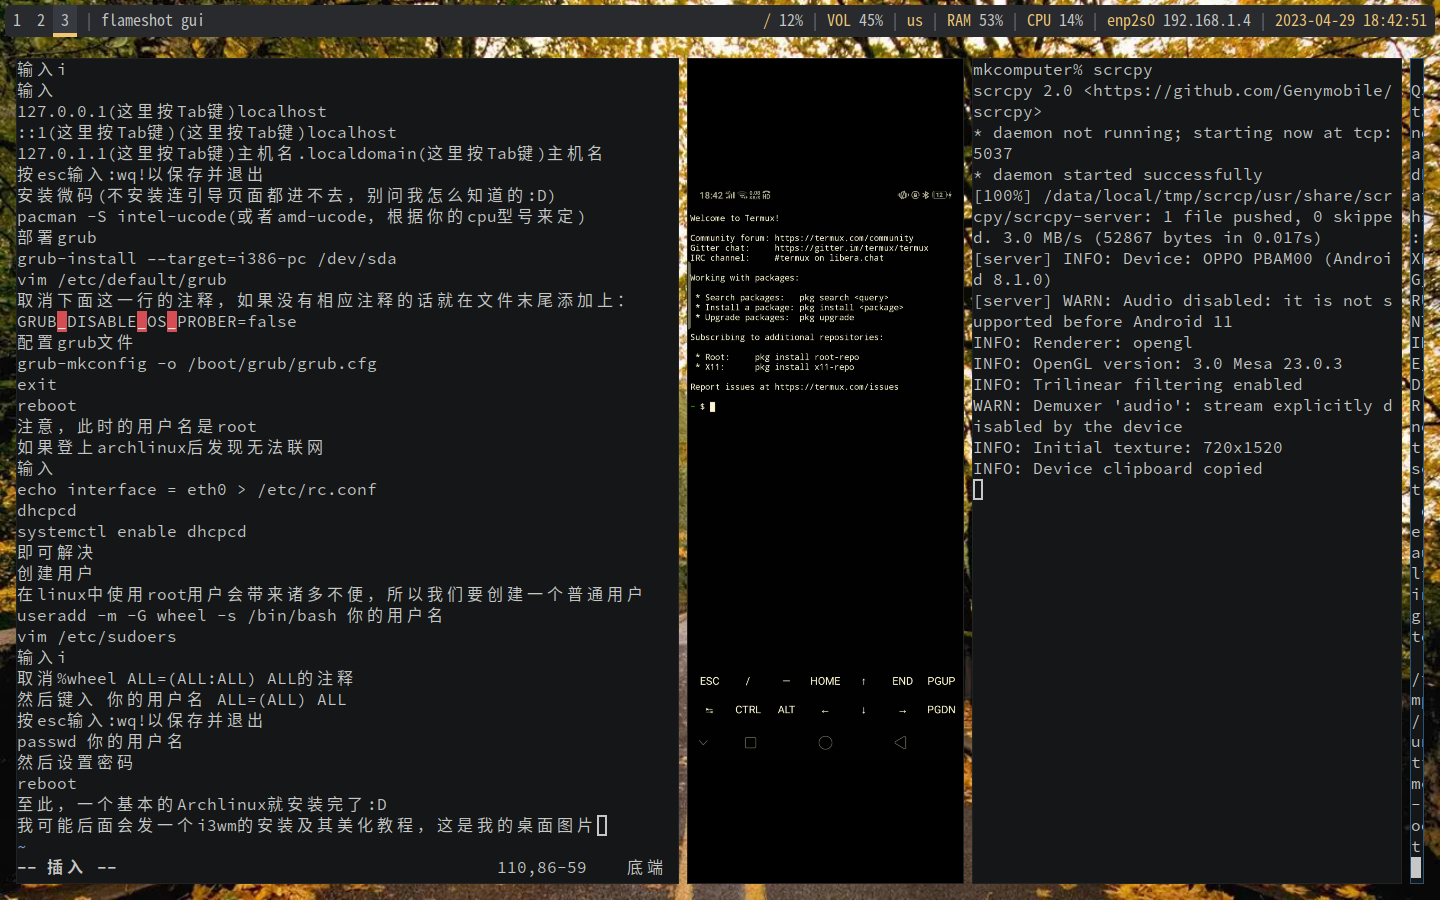 1 2 3 flameshot gui / 12% VOL 45% us RAM 53% CPU 14% enp2s0 192.168.1.4 2023-04-29 18:42:51
输入i
输入
127.0.0.1(这里按Tab键)localhost
::1(这里按Tab键)(这里按Tab键)localhost
127.0.1.1(这里按Tab键)主机名.localdomain(这里按Tab键)主机名
按esc输入:wq!以保存并退出
安装微码(不安装连引导页面都进不去，别问我怎么知道的:D)
pacman -S intel-ucode(或者amd-ucode，根据你的cpu型号来定)
部署grub
grub-install --target=i386-pc /dev/sda
vim /etc/default/grub
取消下面这一行的注释，如果没有相应注释的话就在文件末尾添加上：
GRUB_DISABLE_OS_PROBER=false
配置grub文件
grub-mkconfig -o /boot/grub/grub.cfg
exit
reboot
注意，此时的用户名是root
如果登上archlinux后发现无法联网
输入
echo interface = eth0 > /etc/rc.conf
dhcpcd
systemctl enable dhcpcd
即可解决
创建用户
在linux中使用root用户会带来诸多不便，所以我们要创建一个普通用户
useradd -m -G wheel -s /bin/bash 你的用户名
vim /etc/sudoers
输入i
取消%wheel ALL=(ALL:ALL) ALL的注释
然后键入 你的用户名 ALL=(ALL) ALL
按esc输入:wq!以保存并退出
passwd 你的用户名
然后设置密码
reboot
至此，一个基本的Archlinux就安装完了:D
我可能后面会发一个i3wm的安装及其美化教程，这是我的桌面图片
~
-- 插入 -- 110,86-59 底端
18:42
Welcome to Termux!
Community forum: https://termux.com/community
Gitter chat: https://gitter.im/termux/termux
IRC channel: #termux on libera.chat
Working with packages:
* Search packages: pkg search <query>
* Install a package: pkg install <package>
* Upgrade packages: pkg upgrade
Subscribing to additional repositories:
* Root: pkg install root-repo
* X11: pkg install x11-repo
Report issues at https://termux.com/issues
~ $
ESC / — HOME ↑ END PGUP
↹ CTRL ALT ← ↓ → PGDN
mkcomputer% scrcpy
scrcpy 2.0 <https://github.com/Genymobile/
scrcpy>
* daemon not running; starting now at tcp:
5037
* daemon started successfully
[100%] /data/local/tmp/scrcp/usr/share/scr
cpy/scrcpy-server: 1 file pushed, 0 skippe
d. 3.0 MB/s (52867 bytes in 0.017s)
[server] INFO: Device: OPPO PBAM00 (Androi
d 8.1.0)
[server] WARN: Audio disabled: it is not s
upported before Android 11
INFO: Renderer: opengl
INFO: OpenGL version: 3.0 Mesa 23.0.3
INFO: Trilinear filtering enabled
WARN: Demuxer 'audio': stream explicitly d
isabled by the device
INFO: Initial texture: 720x1520
INFO: Device clipboard copied